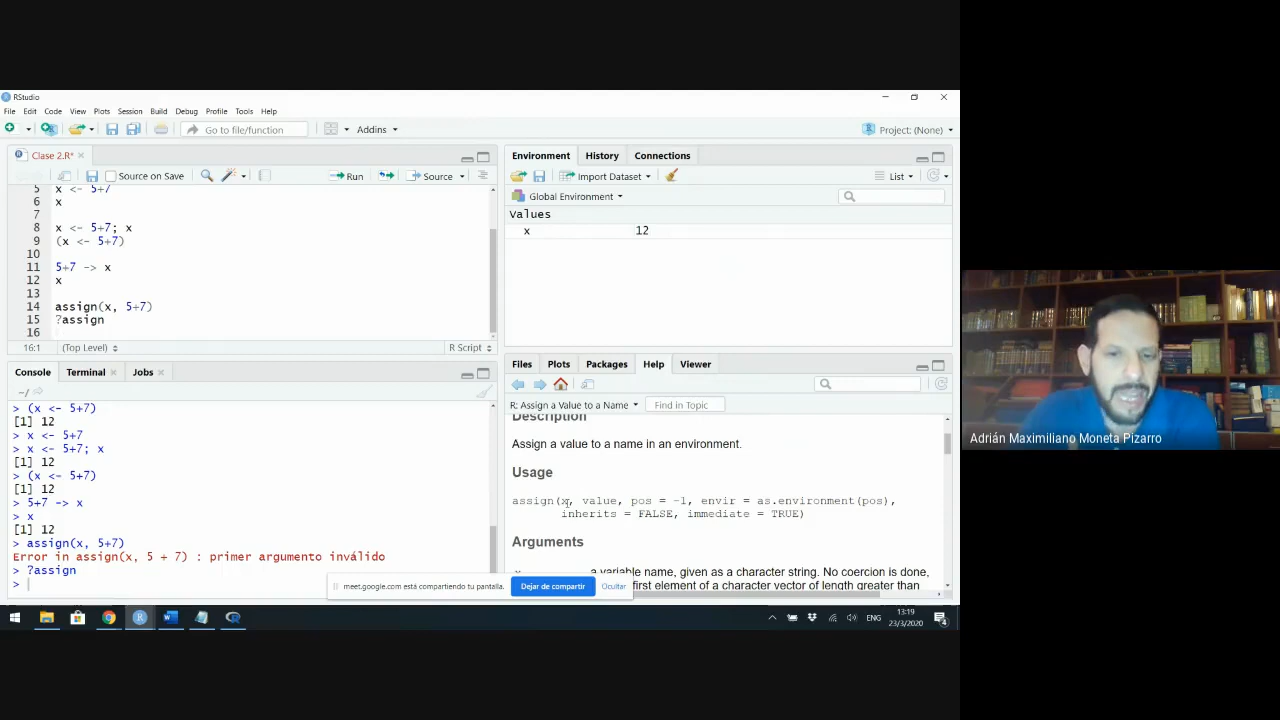 RStudio
File Edit Code View Plots Session Build Debug Profile Tools Help
Go to file/function Addins Project: (None)
Clase 2.R*
Source on Save Run Source
5 x <- 5+7
6 x
7
8 x <- 5+7; x
9 (x <- 5+7)
10
11 5+7 -> x
12 x
13
14 assign(x, 5+7)
15 ?assign
16
16:1 (Top Level) R Script
Console Terminal Jobs
~/
> (x <- 5+7)
[1] 12
> x <- 5+7
> x <- 5+7; x
[1] 12
> (x <- 5+7)
[1] 12
> 5+7 -> x
> x
[1] 12
> assign(x, 5+7)
Error in assign(x, 5 + 7) : primer argumento inválido
> ?assign
>
Environment History Connections
Import Dataset List
Global Environment
Values
x 12
Files Plots Packages Help Viewer
R: Assign a Value to a Name Find in Topic
Description
Assign a value to a name in an environment.
Usage
assign(x, value, pos = -1, envir = as.environment(pos),
inherits = FALSE, immediate = TRUE)
Arguments
x a variable name, given as a character string. No coercion is done,
first element of a character vector of length greater than
meet.google.com está compartiendo tu pantalla. Dejar de compartir Ocultar
ENG
13:19
23/3/2020
4
Adrián Maximiliano Moneta Pizarro